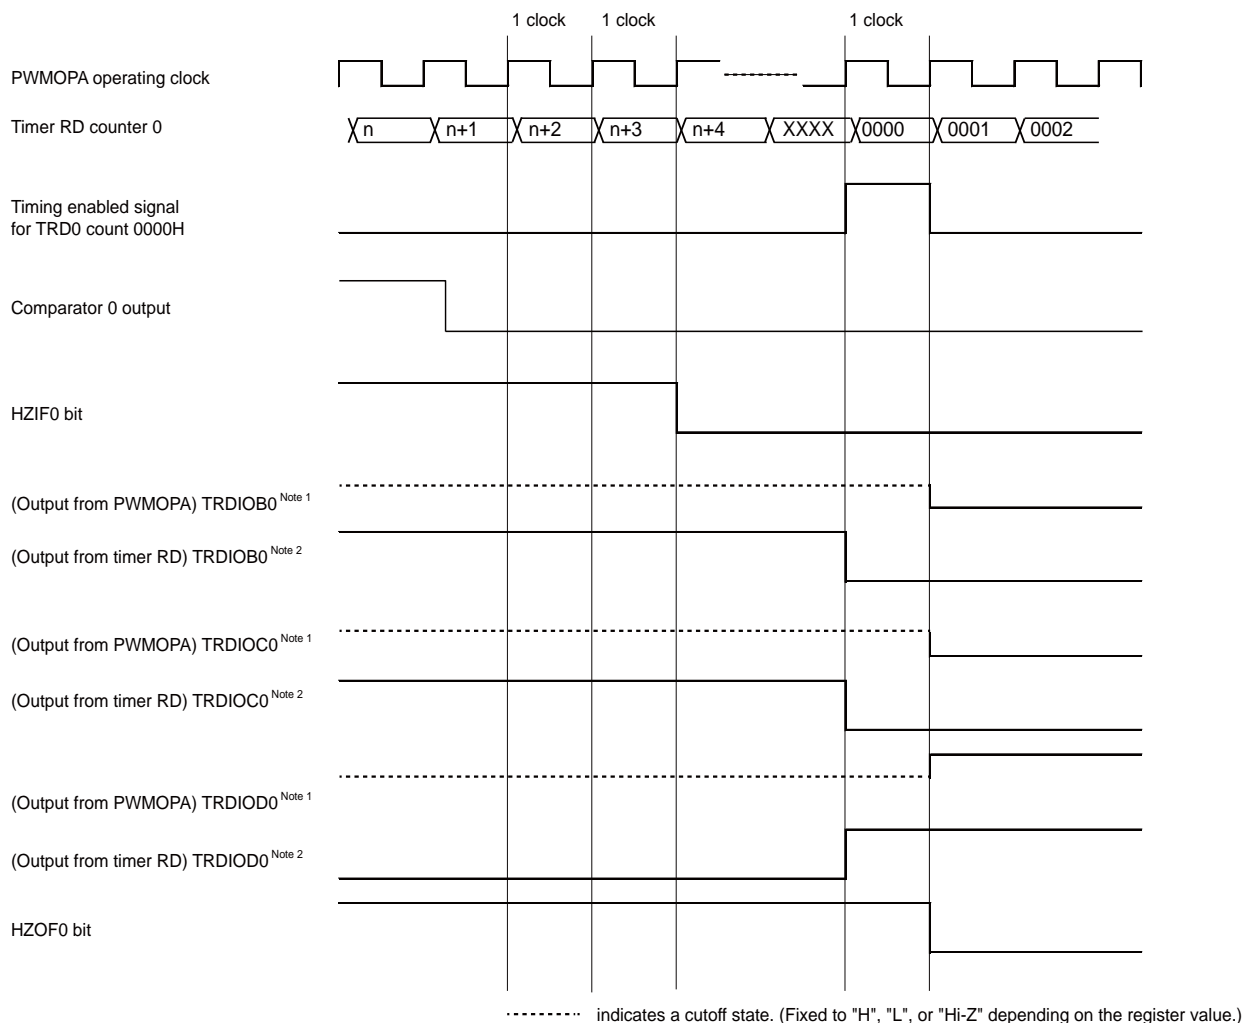 1 clock 1 clock 1 clock
PWMOPA operating clock
Timer RD counter 0
n n+1 n+2 n+3 n+4 XXXX 0000 0001 0002
Timing enabled signal
for TRD0 count 0000H
Comparator 0 output
HZIF0 bit
(Output from PWMOPA) TRDIOB0 Note 1
(Output from timer RD) TRDIOB0 Note 2
(Output from PWMOPA) TRDIOC0 Note 1
(Output from timer RD) TRDIOC0 Note 2
(Output from PWMOPA) TRDIOD0 Note 1
(Output from timer RD) TRDIOD0 Note 2
HZOF0 bit
indicates a cutoff state. (Fixed to "H", "L", or "Hi-Z" depending on the register value.)